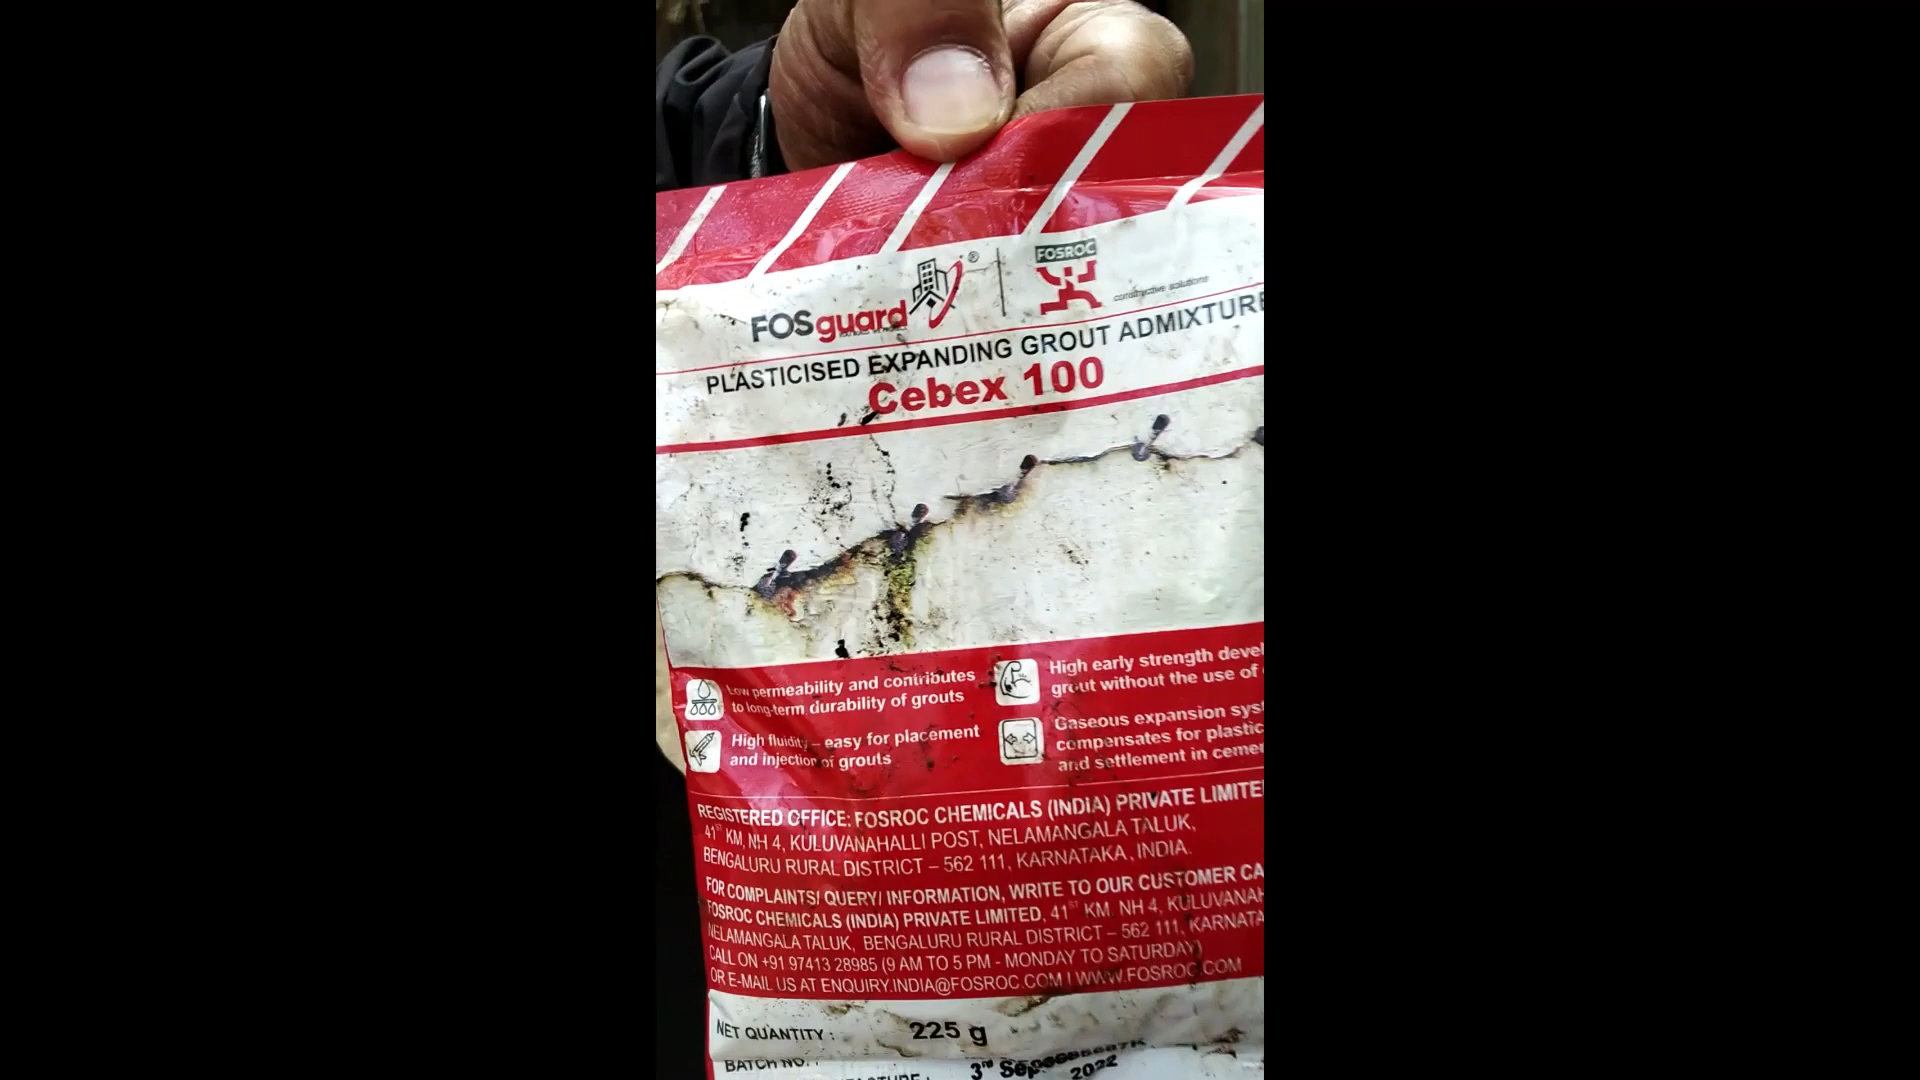 FOSguard®
FOSROC
constructive solutions
PLASTICISED EXPANDING GROUT ADMIXTURE
Cebex 100
Low permeability and contributes
to long-term durability of grouts
High fluidity – easy for placement
and injection of grouts
High early strength devel
grout without the use of
Gaseous expansion sys
compensates for plastic
and settlement in ceme
REGISTERED OFFICE: FOSROC CHEMICALS (INDIA) PRIVATE LIMITE
41ST KM, NH 4, KULUVANAHALLI POST, NELAMANGALA TALUK,
BENGALURU RURAL DISTRICT – 562 111, KARNATAKA, INDIA.
FOR COMPLAINTS/ QUERY/ INFORMATION, WRITE TO OUR CUSTOMER CA
FOSROC CHEMICALS (INDIA) PRIVATE LIMITED, 41ST KM. NH 4, KULUVANAH
NELAMANGALA TALUK, BENGALURU RURAL DISTRICT – 562 111, KARNATA
CALL ON +91 97413 28985 (9 AM TO 5 PM - MONDAY TO SATURDAY)
OR E-MAIL US AT ENQUIRY.INDIA@FOSROC.COM I WWW.FOSROC.COM
NET QUANTITY : 225 g
BATCH NO. :
3rd Sep 2022